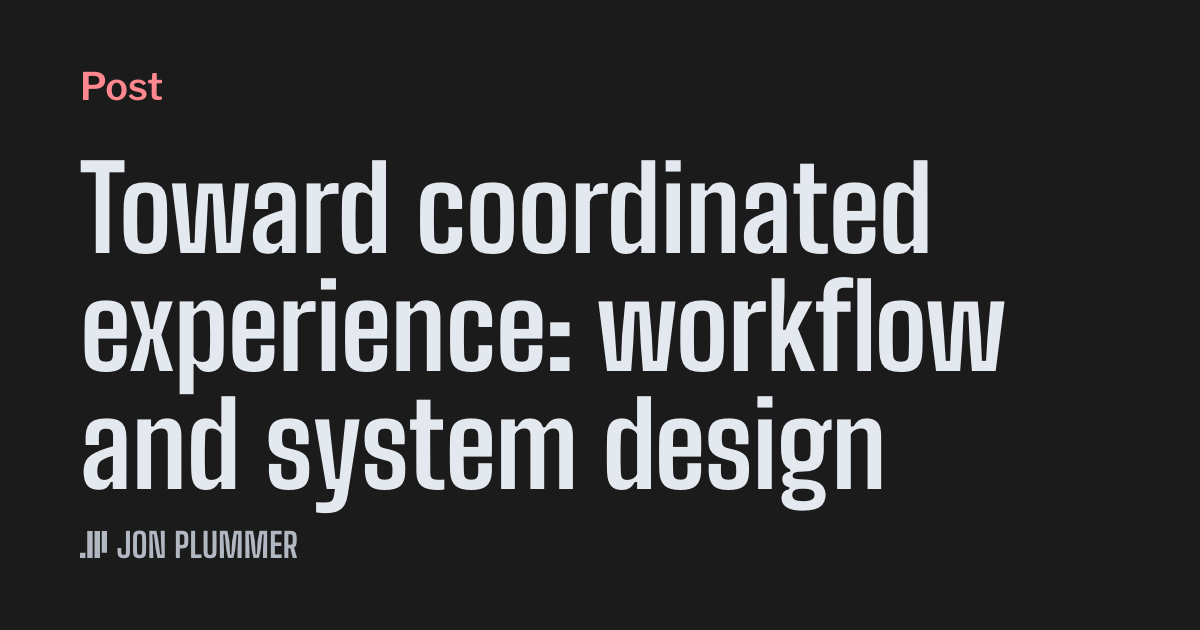 Post
Toward coordinated
experience: workflow
and system design
JON PLUMMER